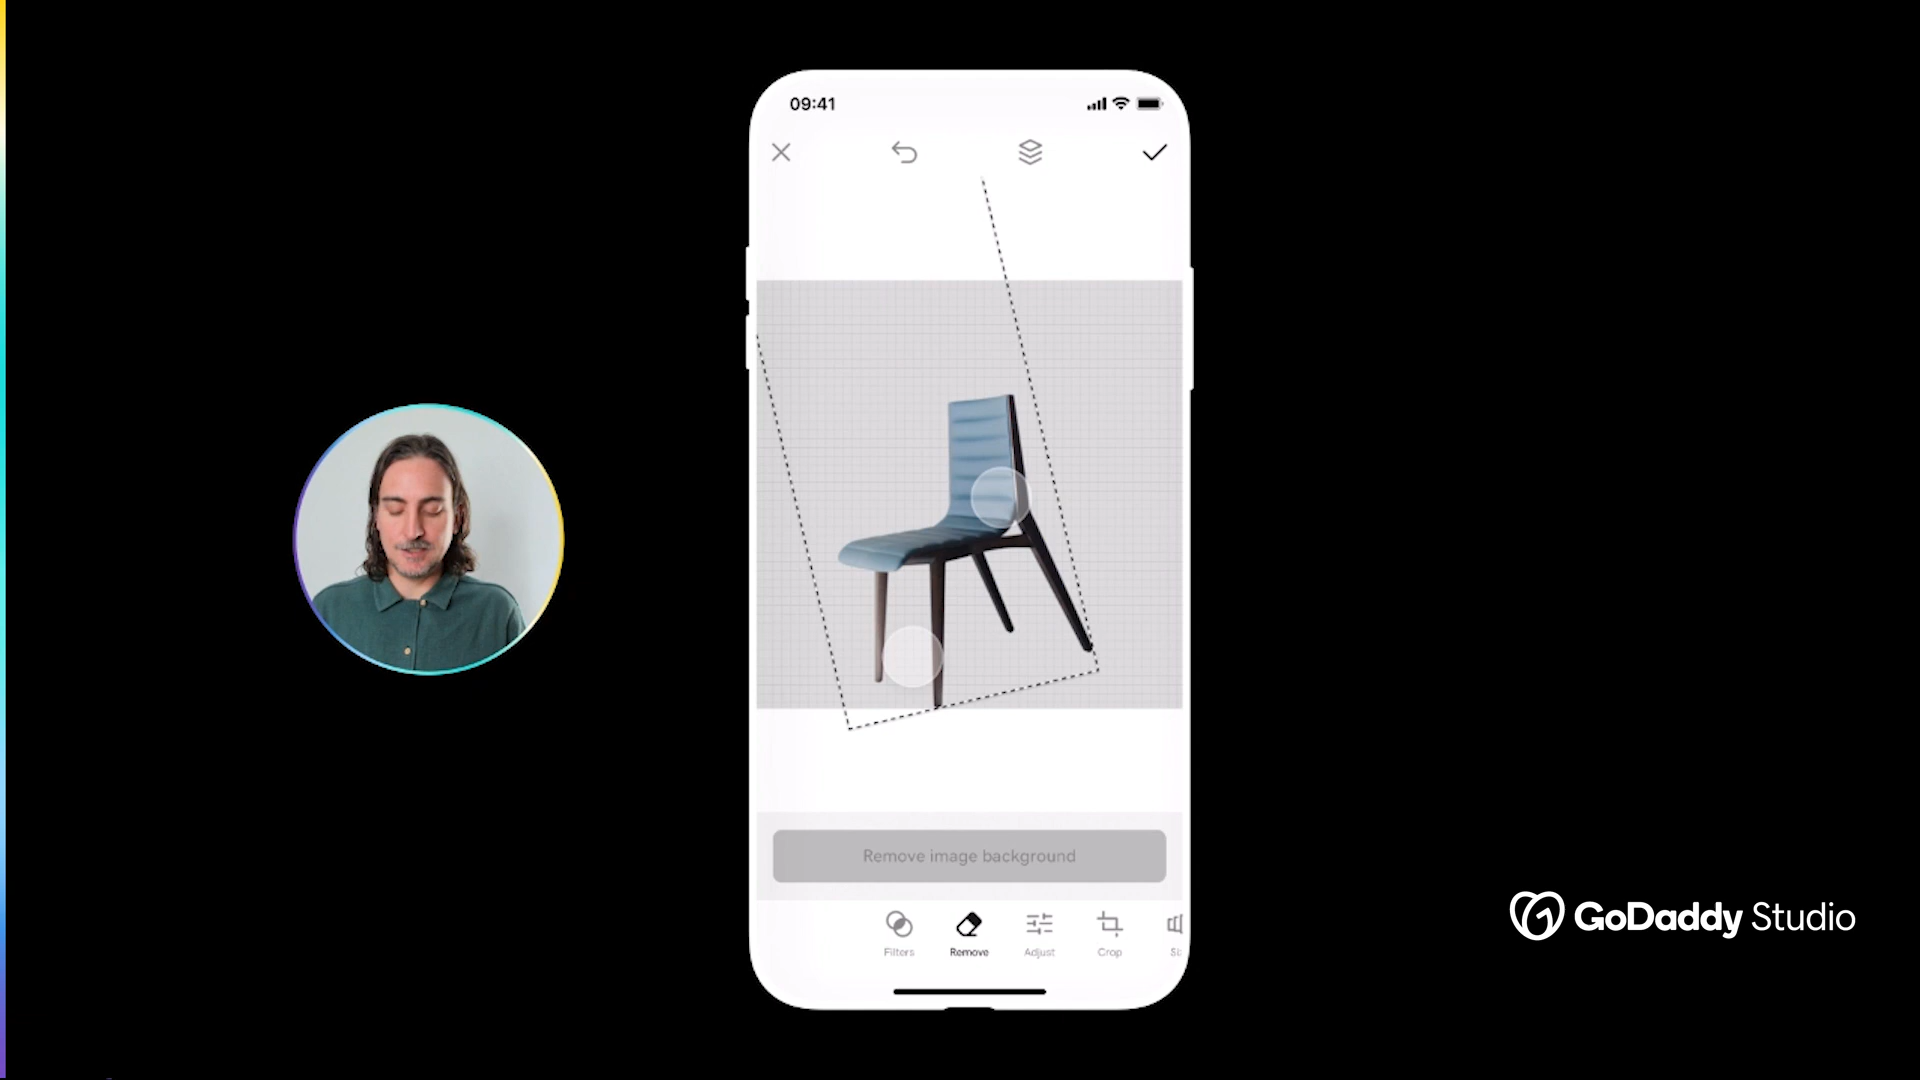 09:41
Remove image background
Filters
Remove
Adjust
Crop
GoDaddy Studio